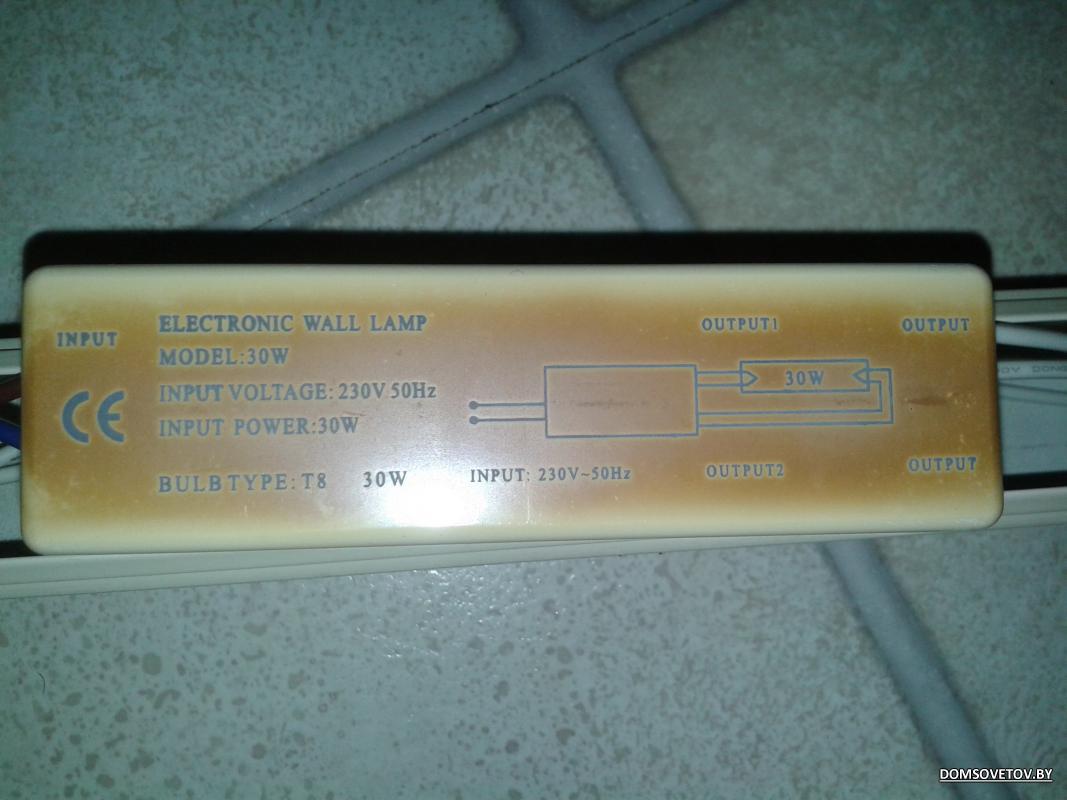 INPUT
ELECTRONIC WALL LAMP
MODEL:30W
INPUT VOLTAGE: 230V 50Hz
INPUT POWER:30W
BULB TYPE: T8 30W
CE
INPUT: 230V~50Hz
OUTPUT1
OUTPUT
30W
OUTPUT2
OUTPUT
DOMSOVETOV.BY